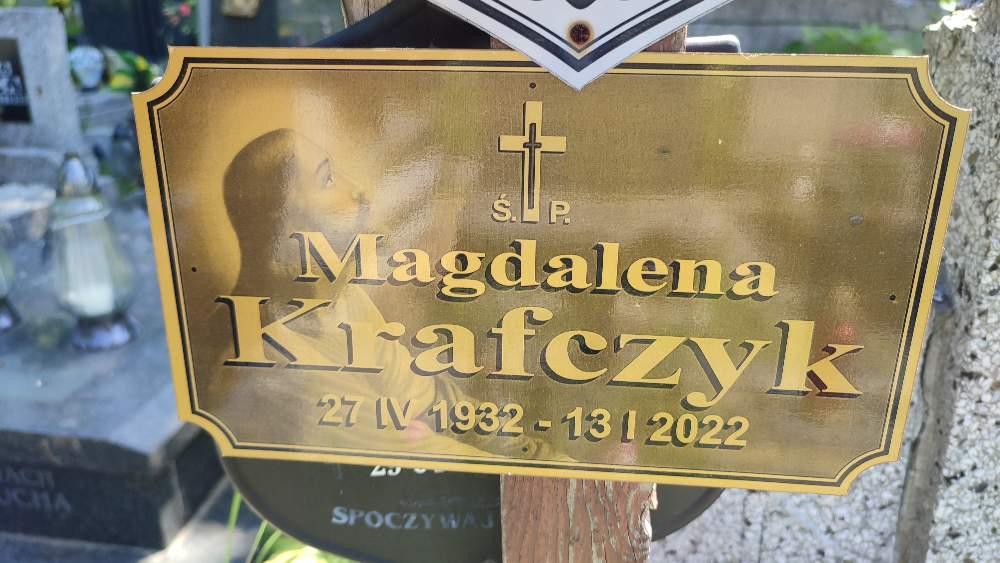 Ś. P.
Magdalena
Krafczyk
27 IV 1932 - 13 I 2022
SPOCZYWAJ